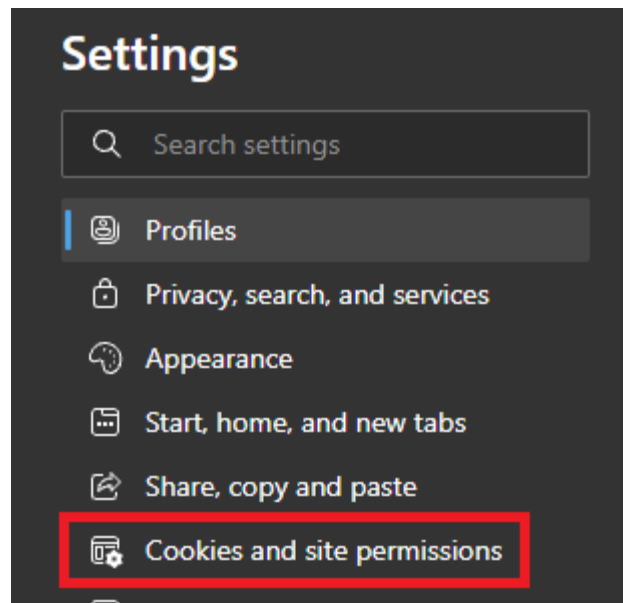 Settings
Search settings
Profiles
Privacy, search, and services
Appearance
Start, home, and new tabs
Share, copy and paste
Cookies and site permissions